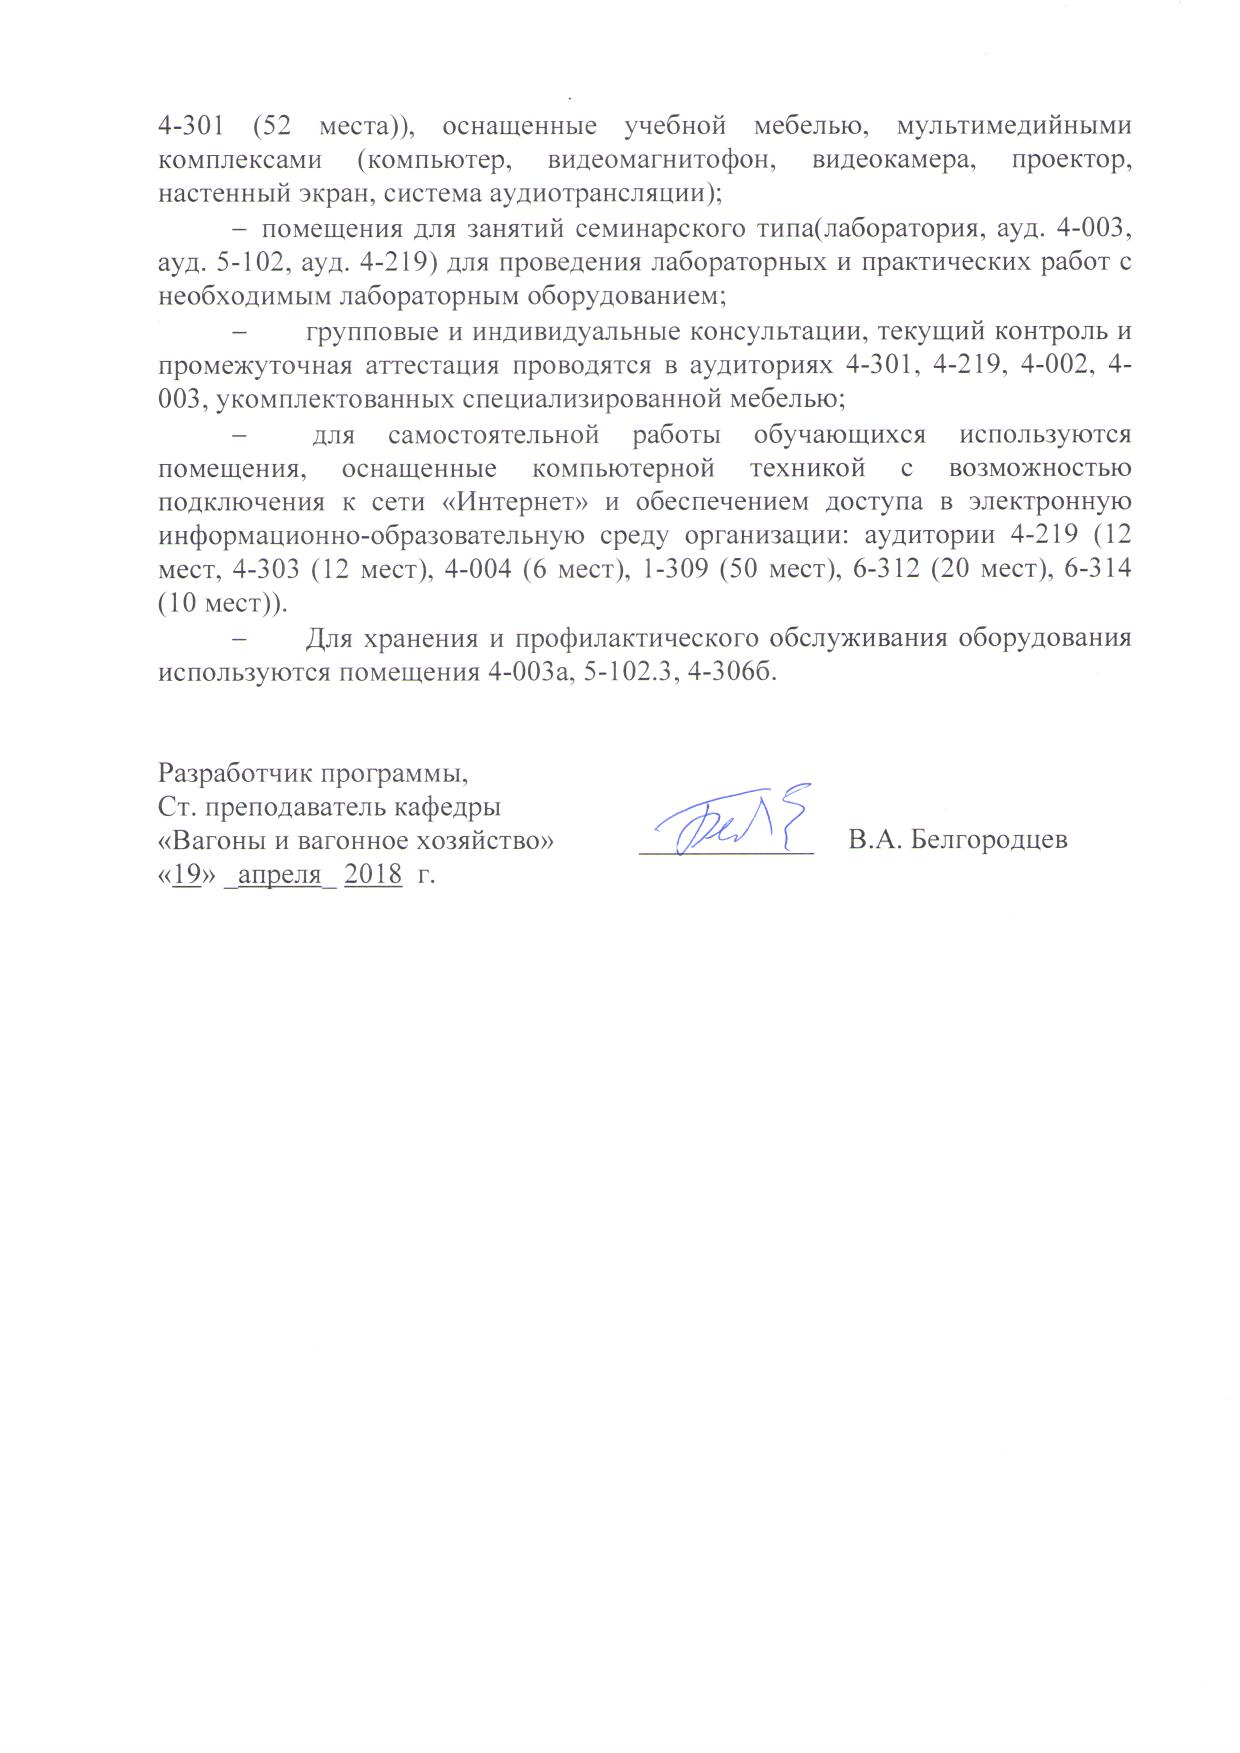 4-301 (52 места)), оснащенные учебной мебелью, мультимедийными
комплексами (компьютер, видеомагнитофон, видеокамера, проектор,
настенный экран, система аудиотрансляции);
– помещения для занятий семинарского типа(лаборатория, ауд. 4-003,
ауд. 5-102, ауд. 4-219) для проведения лабораторных и практических работ с
необходимым лабораторным оборудованием;
– групповые и индивидуальные консультации, текущий контроль и
промежуточная аттестация проводятся в аудиториях 4-301, 4-219, 4-002, 4-
003, укомплектованных специализированной мебелью;
– для самостоятельной работы обучающихся используются
помещения, оснащенные компьютерной техникой с возможностью
подключения к сети «Интернет» и обеспечением доступа в электронную
информационно-образовательную среду организации: аудитории 4-219 (12
мест, 4-303 (12 мест), 4-004 (6 мест), 1-309 (50 мест), 6-312 (20 мест), 6-314
(10 мест)).
– Для хранения и профилактического обслуживания оборудования
используются помещения 4-003а, 5-102.3, 4-306б.
Разработчик программы,
Ст. преподаватель кафедры
«Вагоны и вагонное хозяйство» ____________ В.А. Белгородцев
«19» _апреля_ 2018 г.